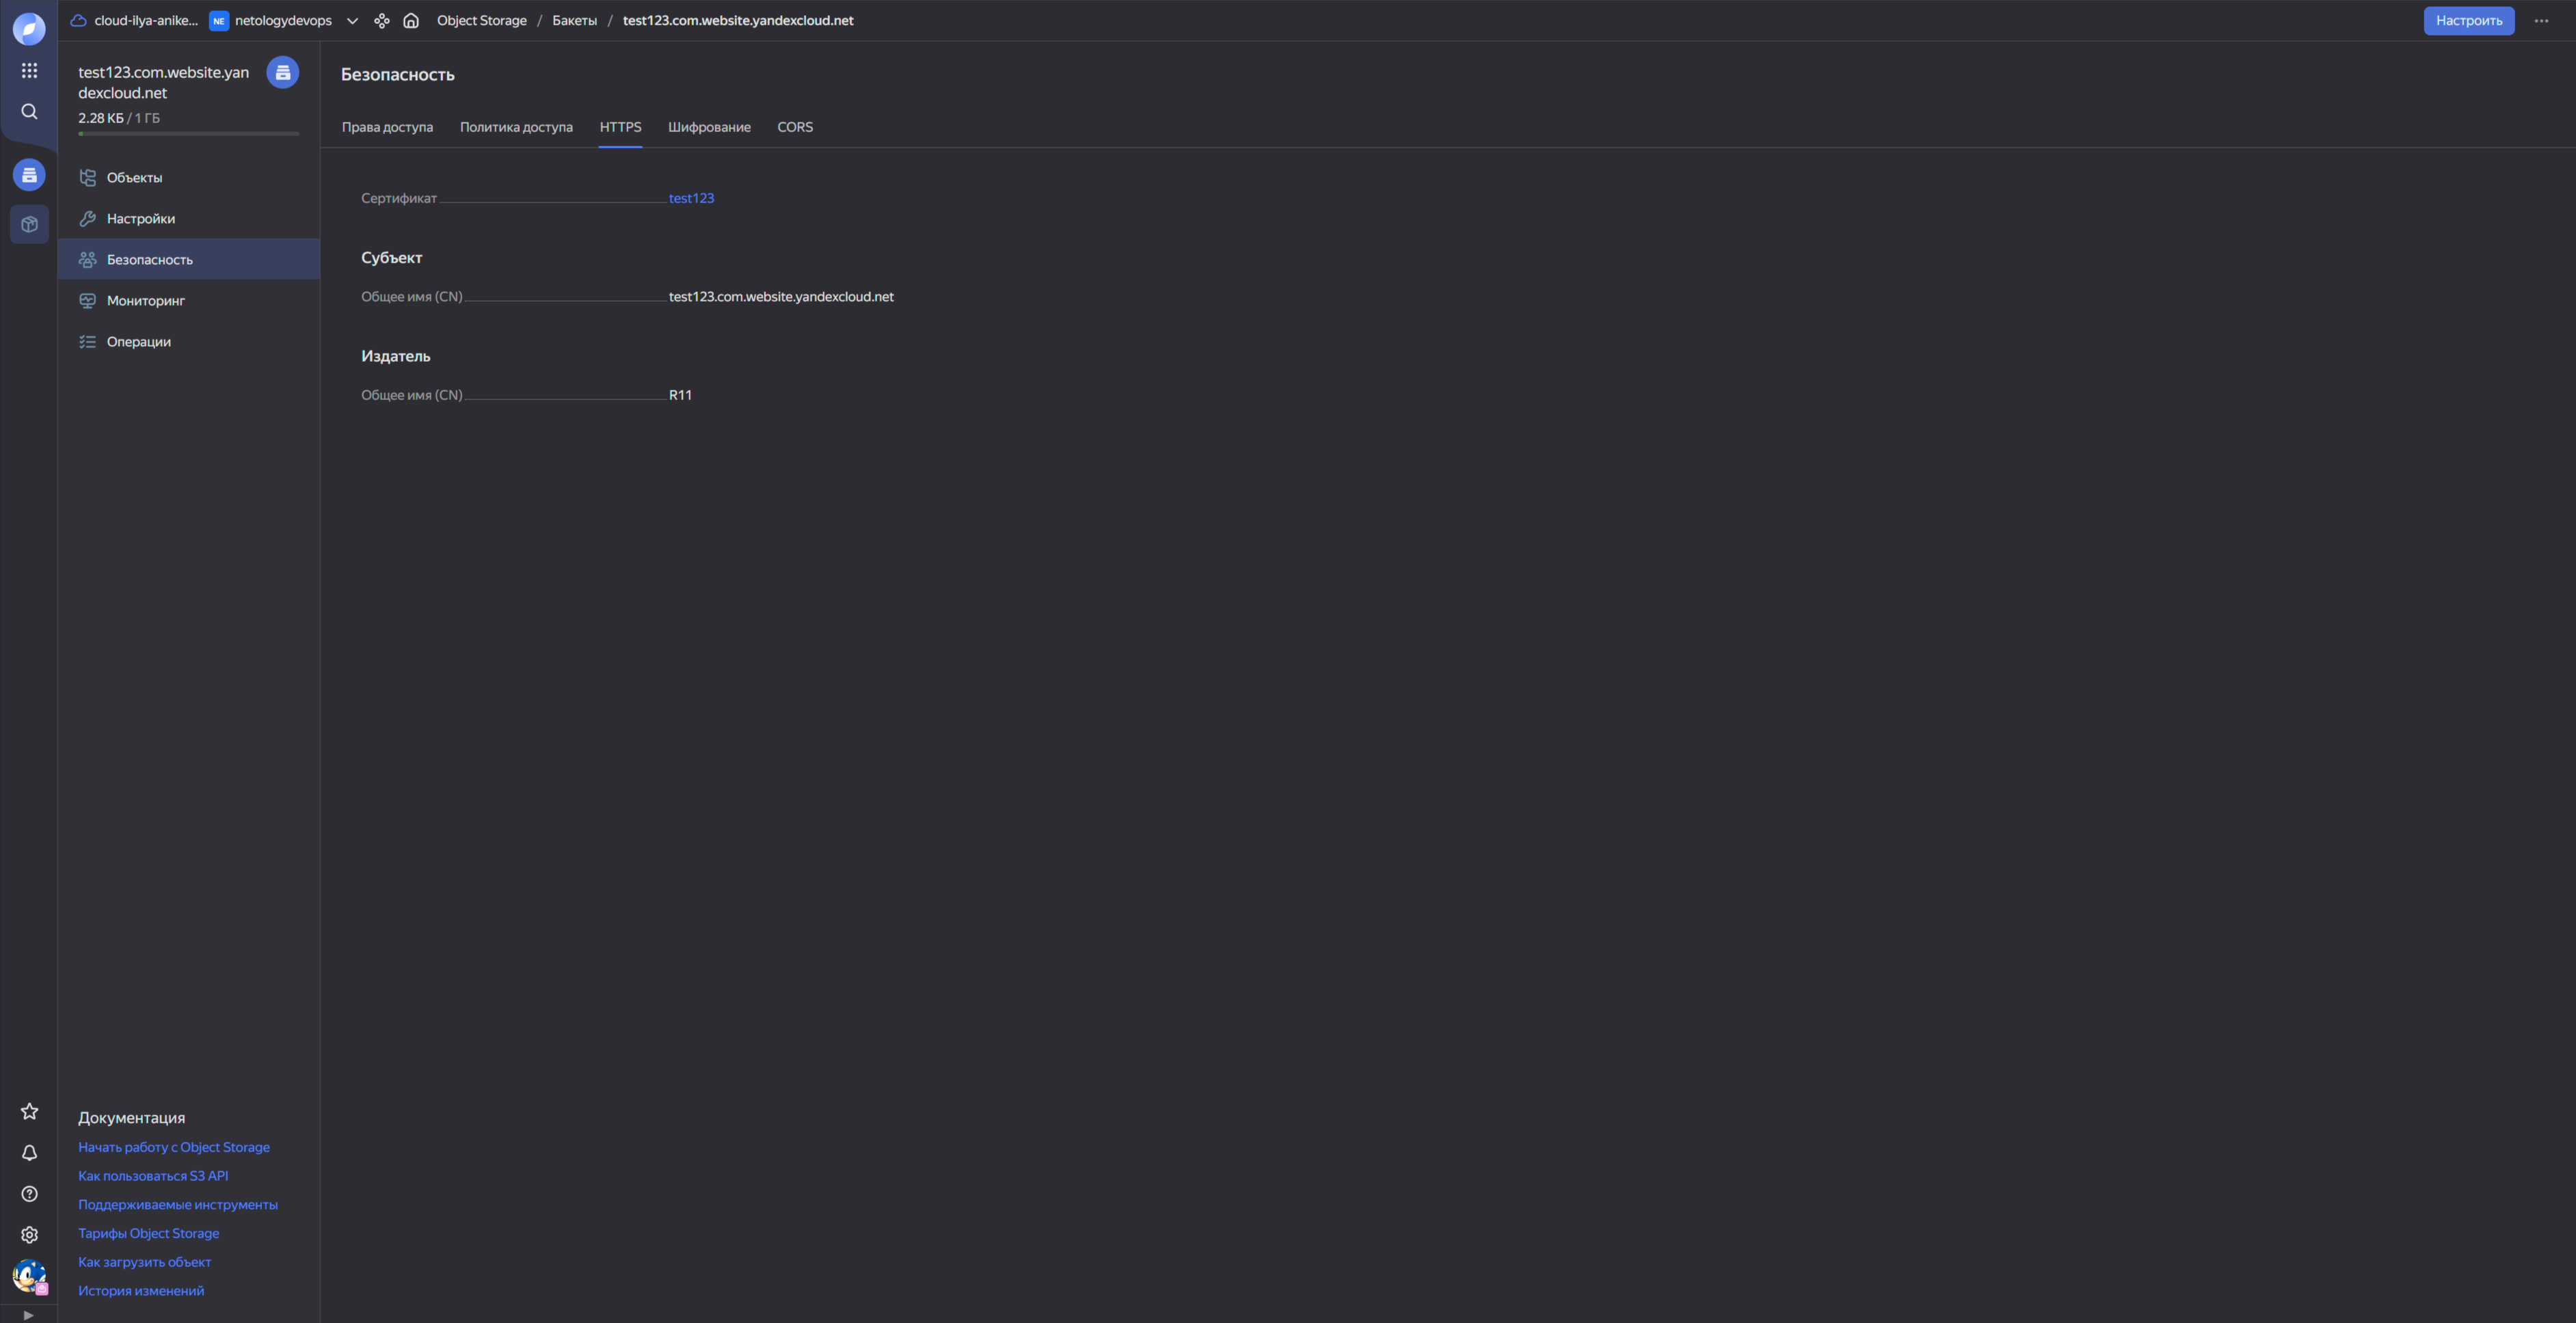 cloud-ilya-anike... NE netologydevops Object Storage / Бакеты / test123.com.website.yandexcloud.net Настроить
test123.com.website.yan
dexcloud.net
2.28 КБ / 1 ГБ
Объекты
Настройки
Безопасность
Мониторинг
Операции
Безопасность
Права доступа Политика доступа HTTPS Шифрование CORS
Сертификат test123
Субъект
Общее имя (CN) test123.com.website.yandexcloud.net
Издатель
Общее имя (CN) R11
Документация
Начать работу с Object Storage
Как пользоваться S3 API
Поддерживаемые инструменты
Тарифы Object Storage
Как загрузить объект
История изменений